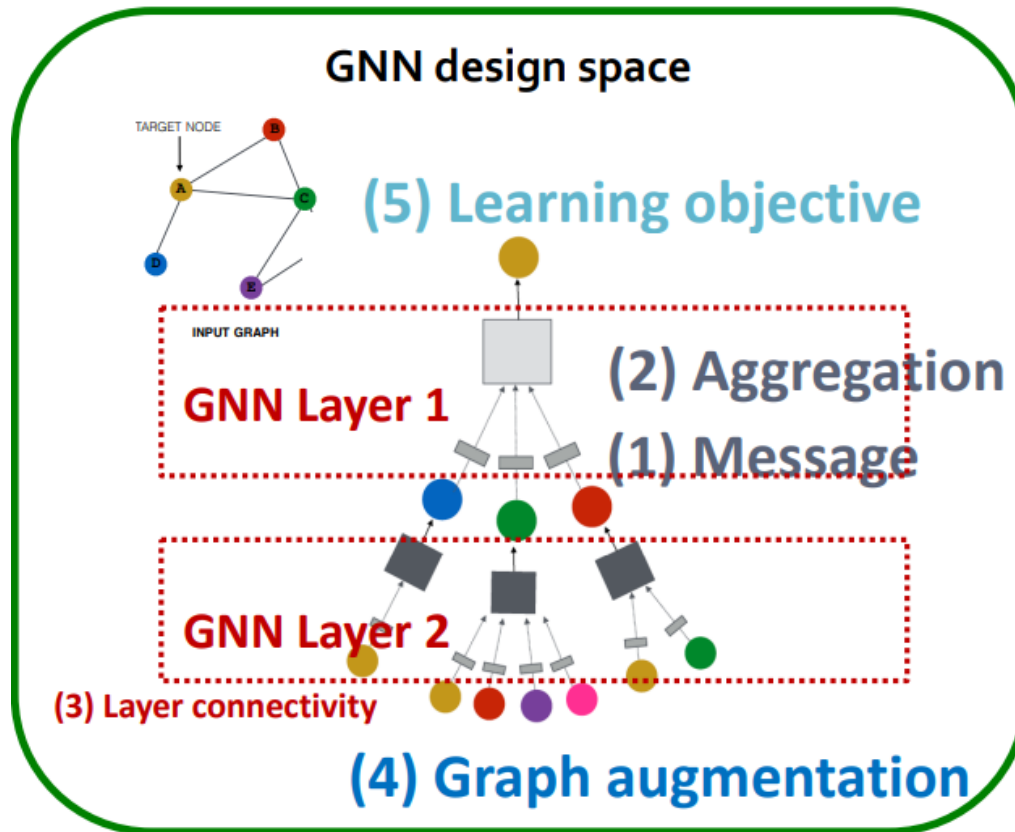 GNN design space
TARGET NODE
B
A
C
D
E
(5) Learning objective
INPUT GRAPH
GNN Layer 1
(2) Aggregation
(1) Message
GNN Layer 2
(3) Layer connectivity
(4) Graph augmentation